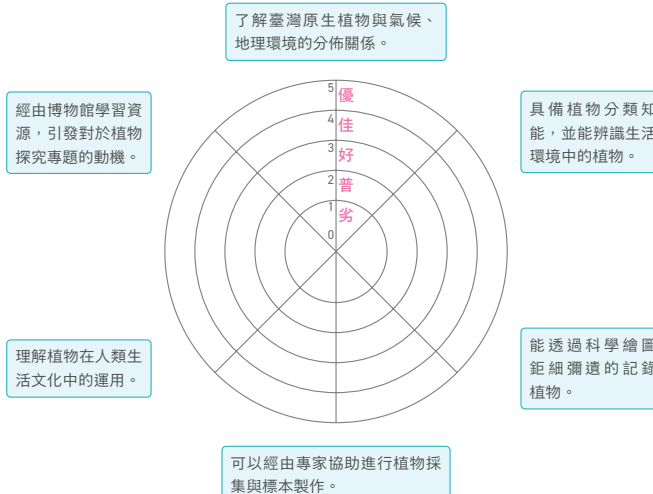 了解臺灣原生植物與氣候、
地理環境的分佈關係。
經由博物館學習資
源，引發對於植物
探究專題的動機。
具備植物分類知
能，並能辨識生活
環境中的植物。
5
優
4
佳
3
好
2
普
1
劣
0
理解植物在人類生
活文化中的運用。
能透過科學繪圖
鉅細彌遺的記錄
植物。
可以經由專家協助進行植物採
集與標本製作。